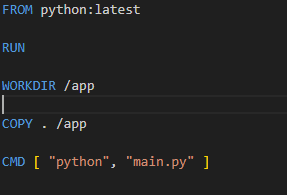 FROM python:latest
RUN
WORKDIR /app
COPY . /app
CMD [ "python", "main.py" ]